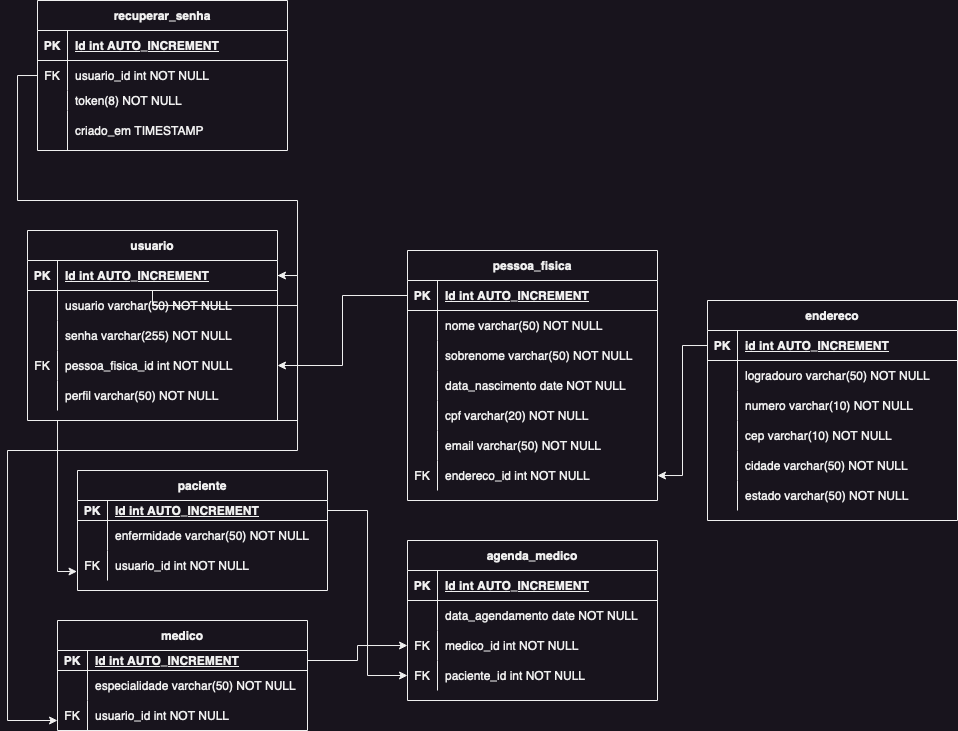 recuperar_senha
PK Id int AUTO_INCREMENT
FK usuario_id int NOT NULL
token(8) NOT NULL
criado_em TIMESTAMP
usuario
PK Id int AUTO_INCREMENT
usuario varchar(50) NOT NULL
senha varchar(255) NOT NULL
FK pessoa_fisica_id int NOT NULL
perfil varchar(50) NOT NULL
pessoa_fisica
PK Id int AUTO_INCREMENT
nome varchar(50) NOT NULL
sobrenome varchar(50) NOT NULL
data_nascimento date NOT NULL
cpf varchar(20) NOT NULL
email varchar(50) NOT NULL
FK endereco_id int NOT NULL
endereco
PK id int AUTO_INCREMENT
logradouro varchar(50) NOT NULL
numero varchar(10) NOT NULL
cep varchar(10) NOT NULL
cidade varchar(50) NOT NULL
estado varchar(50) NOT NULL
paciente
PK Id int AUTO_INCREMENT
enfermidade varchar(50) NOT NULL
FK usuario_id int NOT NULL
agenda_medico
PK Id int AUTO_INCREMENT
data_agendamento date NOT NULL
FK medico_id int NOT NULL
FK paciente_id int NOT NULL
medico
PK Id int AUTO_INCREMENT
especialidade varchar(50) NOT NULL
FK usuario_id int NOT NULL